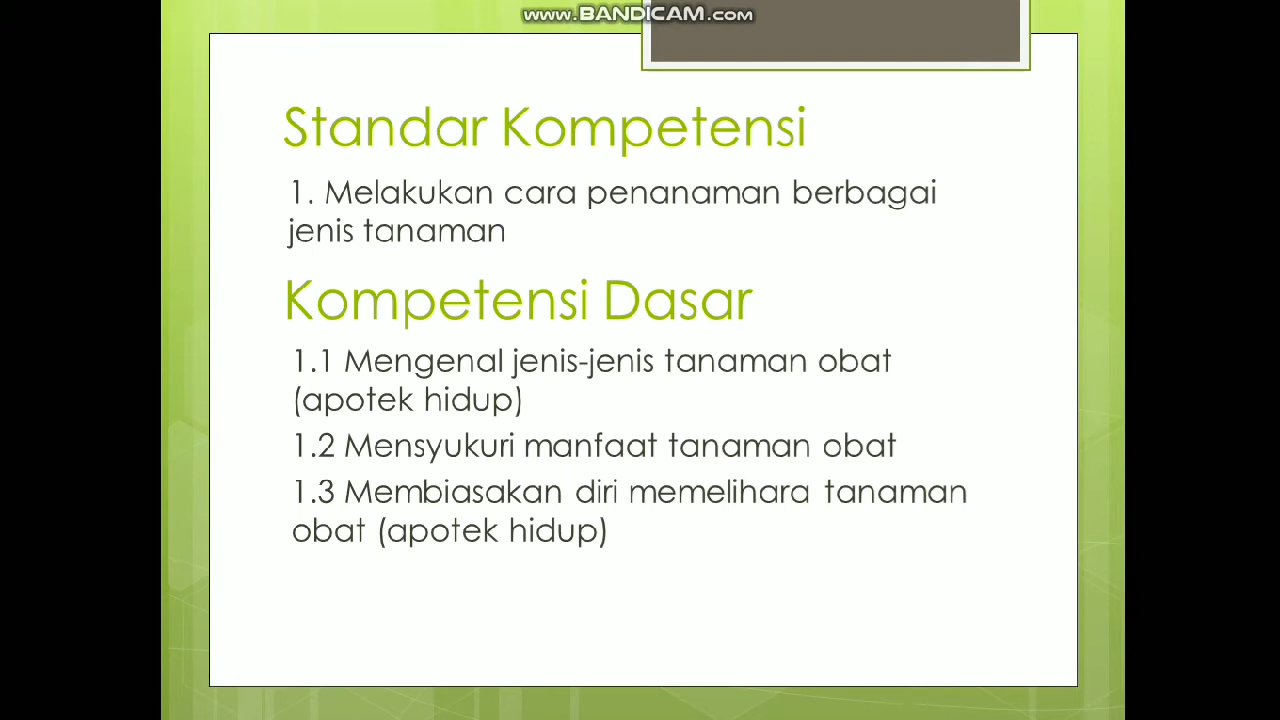 www.BANDICAM.com
Standar Kompetensi
1. Melakukan cara penanaman berbagai
jenis tanaman
Kompetensi Dasar
1.1 Mengenal jenis-jenis tanaman obat
(apotek hidup)
1.2 Mensyukuri manfaat tanaman obat
1.3 Membiasakan diri memelihara tanaman
obat (apotek hidup)